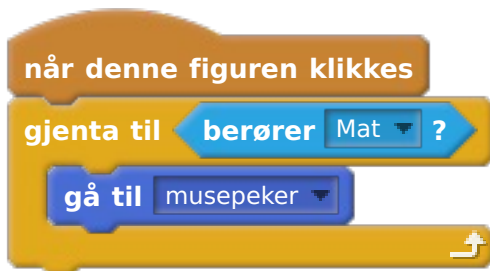 når denne figuren klikkes
gjenta til berører Mat ?
gå til musepeker